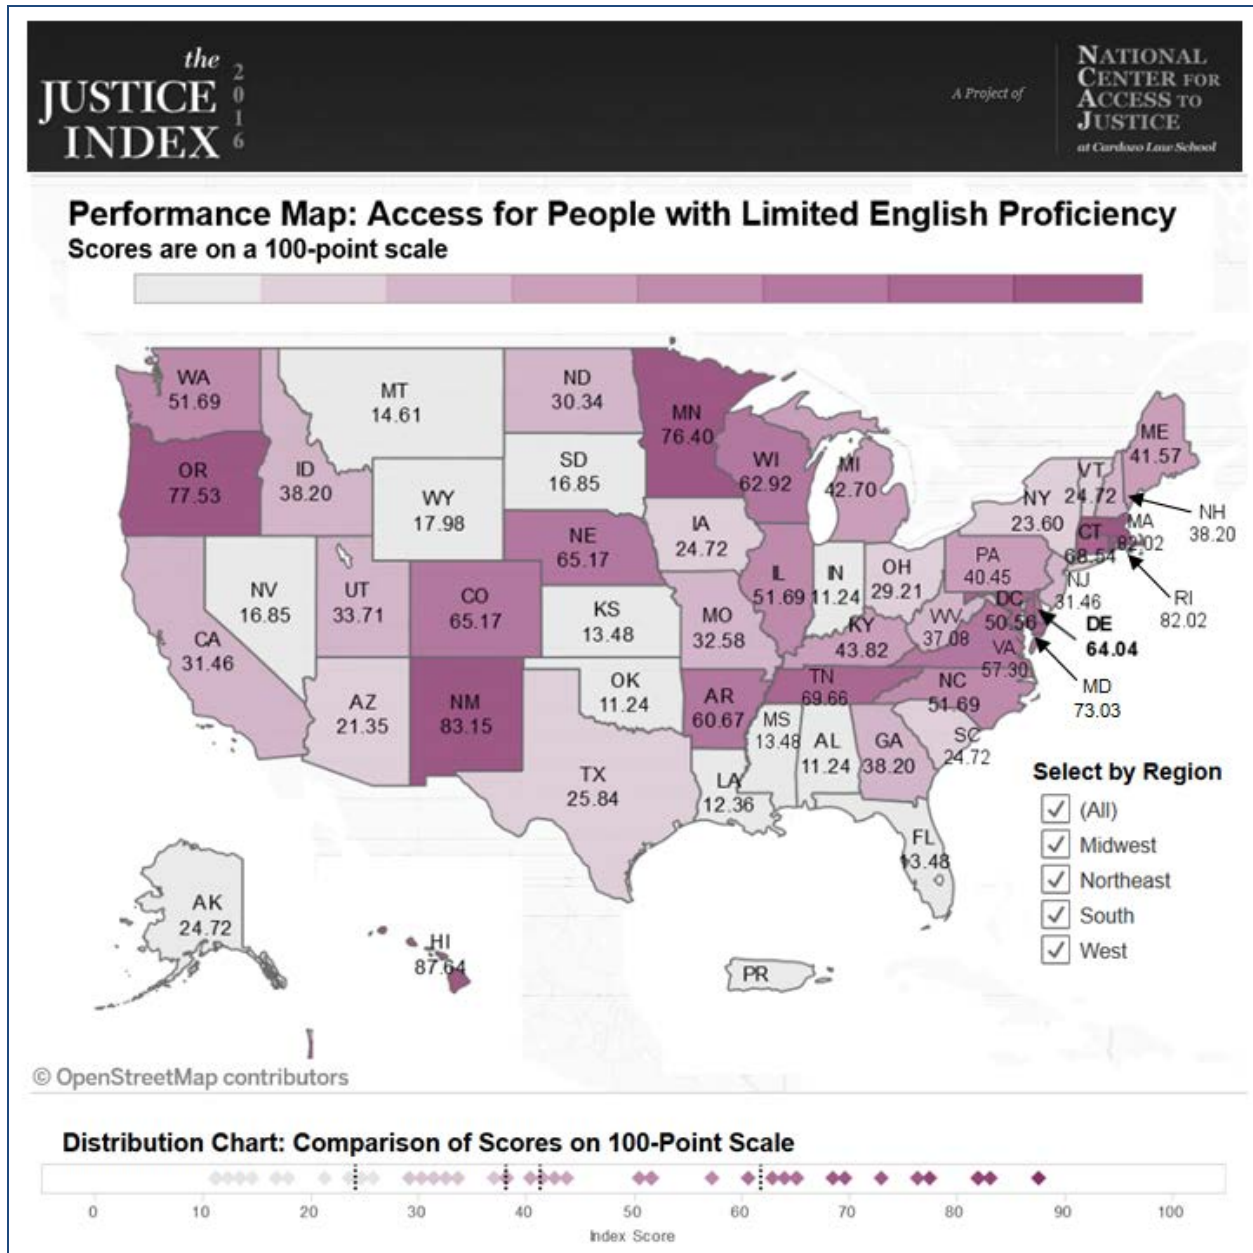 the
JUSTICE
INDEX
2016
A Project of
NATIONAL
CENTER FOR
ACCESS TO
JUSTICE
at Cardozo Law School
Performance Map: Access for People with Limited English Proficiency
Scores are on a 100-point scale
WA
51.69
MT
14.61
ND
30.34
MN
76.40
OR
77.53
ID
38.20
SD
16.85
WI
62.92
MI
42.70
ME
41.57
VT
24.72
NY
23.60
NH
38.20
WY
17.98
IA
24.72
NE
65.17
CT
68.54
MA
82.02
RI
82.02
NV
16.85
UT
33.71
CO
65.17
IL
51.69
IN
11.24
OH
29.21
PA
40.45
NJ
31.46
CA
31.46
KS
13.48
MO
32.58
KY
43.82
WV
37.08
DC
50.56
DE
64.04
VA
57.30
MD
73.03
AZ
21.35
NM
83.15
OK
11.24
AR
60.67
TN
69.66
NC
51.69
SC
24.72
MS
13.48
AL
11.24
GA
38.20
TX
25.84
LA
12.36
FL
13.48
AK
24.72
HI
87.64
PR
Select by Region
(All)
Midwest
Northeast
South
West
© OpenStreetMap contributors
Distribution Chart: Comparison of Scores on 100-Point Scale
0 10 20 30 40 50 60 70 80 90 100
Index Score